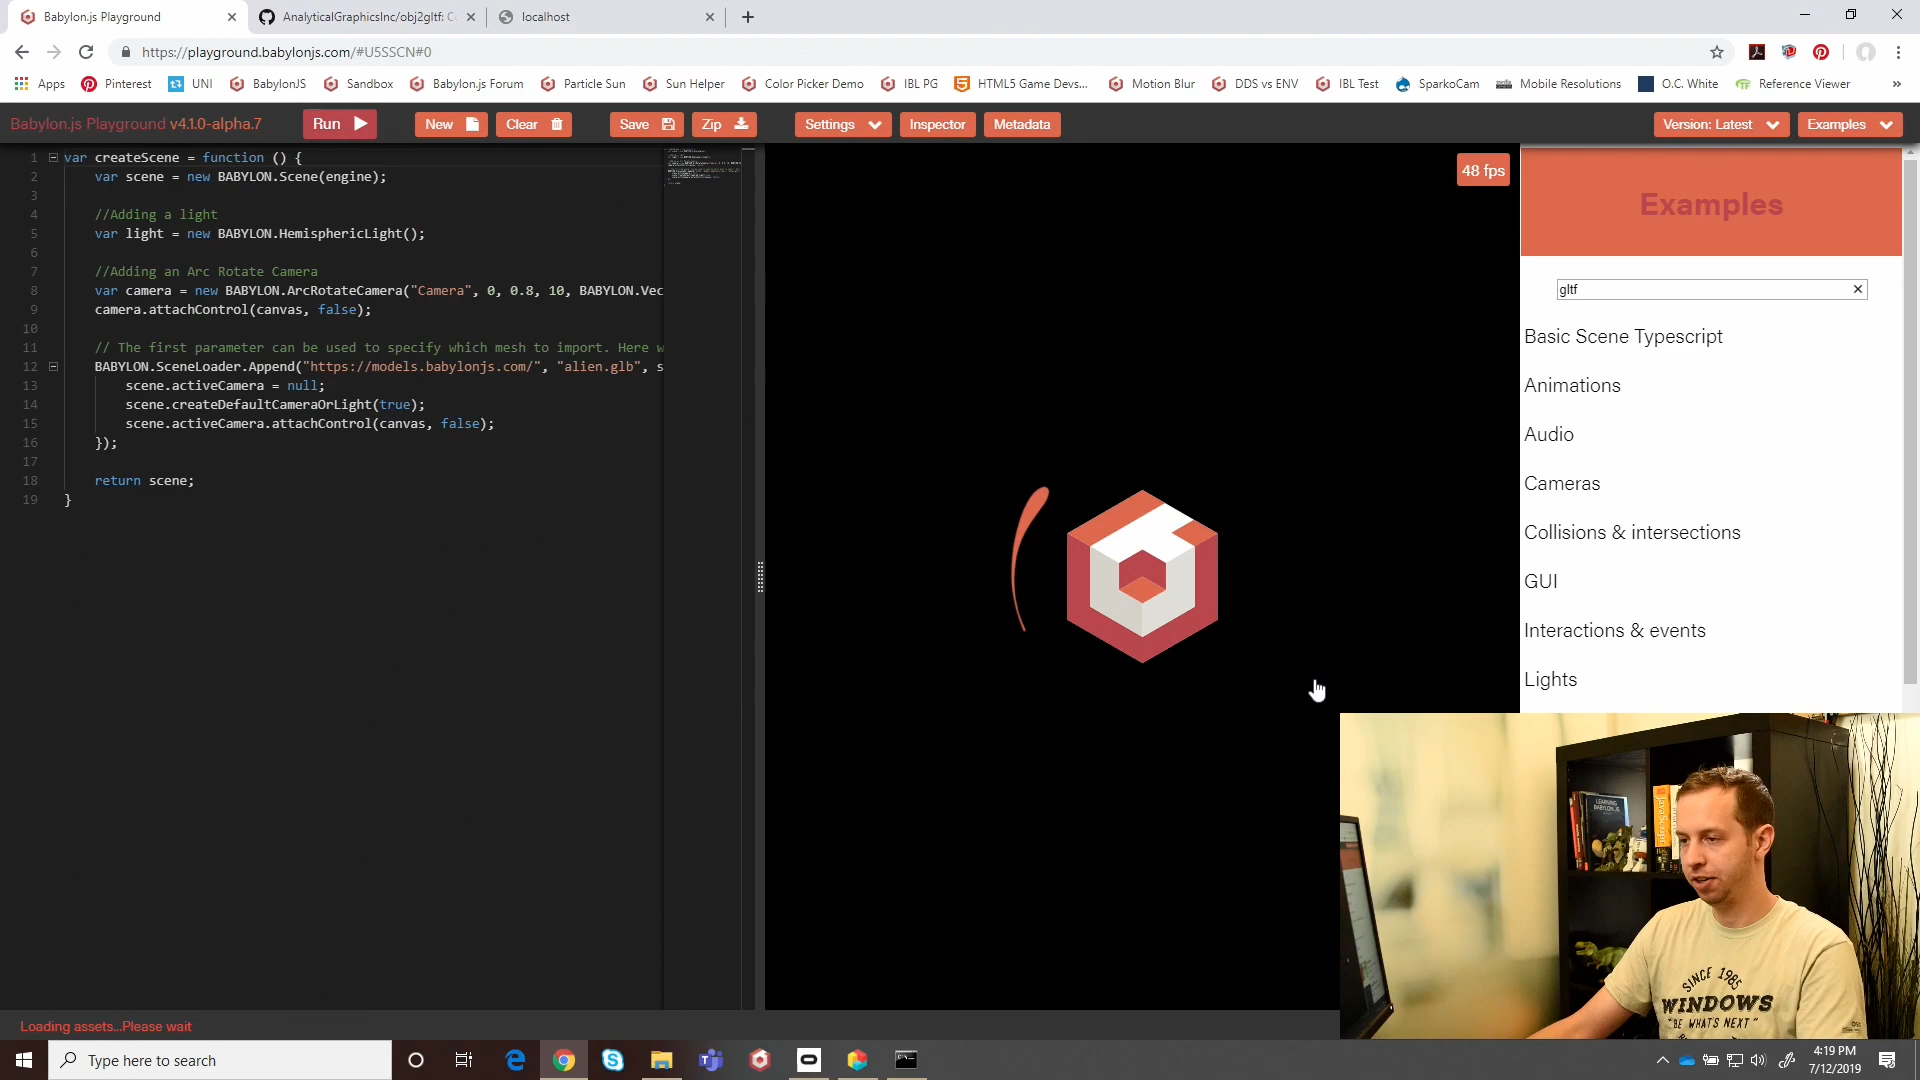 Babylon.js Playground
AnalyticalGraphicsInc/obj2gltf: Co
localhost
https://playground.babylonjs.com/#U5SSCN#0
Apps
Pinterest
UNI
BabylonJS
Sandbox
Babylon.js Forum
Particle Sun
Sun Helper
Color Picker Demo
IBL PG
HTML5 Game Devs...
Motion Blur
DDS vs ENV
IBL Test
SparkoCam
Mobile Resolutions
O.C. White
Reference Viewer
Babylon.js Playground v4.1.0-alpha.7
Run
New
Clear
Save
Zip
Settings
Inspector
Metadata
Version: Latest
Examples
1 var createScene = function () {
2 var scene = new BABYLON.Scene(engine);
3
4 //Adding a light
5 var light = new BABYLON.HemisphericLight();
6
7 //Adding an Arc Rotate Camera
8 var camera = new BABYLON.ArcRotateCamera("Camera", 0, 0.8, 10, BABYLON.Vec
9 camera.attachControl(canvas, false);
10
11 // The first parameter can be used to specify which mesh to import. Here w
12 BABYLON.SceneLoader.Append("https://models.babylonjs.com/", "alien.glb", s
13 scene.activeCamera = null;
14 scene.createDefaultCameraOrLight(true);
15 scene.activeCamera.attachControl(canvas, false);
16 });
17
18 return scene;
19 }
48 fps
Examples
gltf
Basic Scene Typescript
Animations
Audio
Cameras
Collisions & intersections
GUI
Interactions & events
Lights
LEARNING
BABYLON.JS
JavaScript
SINCE 1985
WINDOWS
"BE WHAT'S NEXT"
Loading assets...Please wait
Type here to search
4:19 PM
7/12/2019